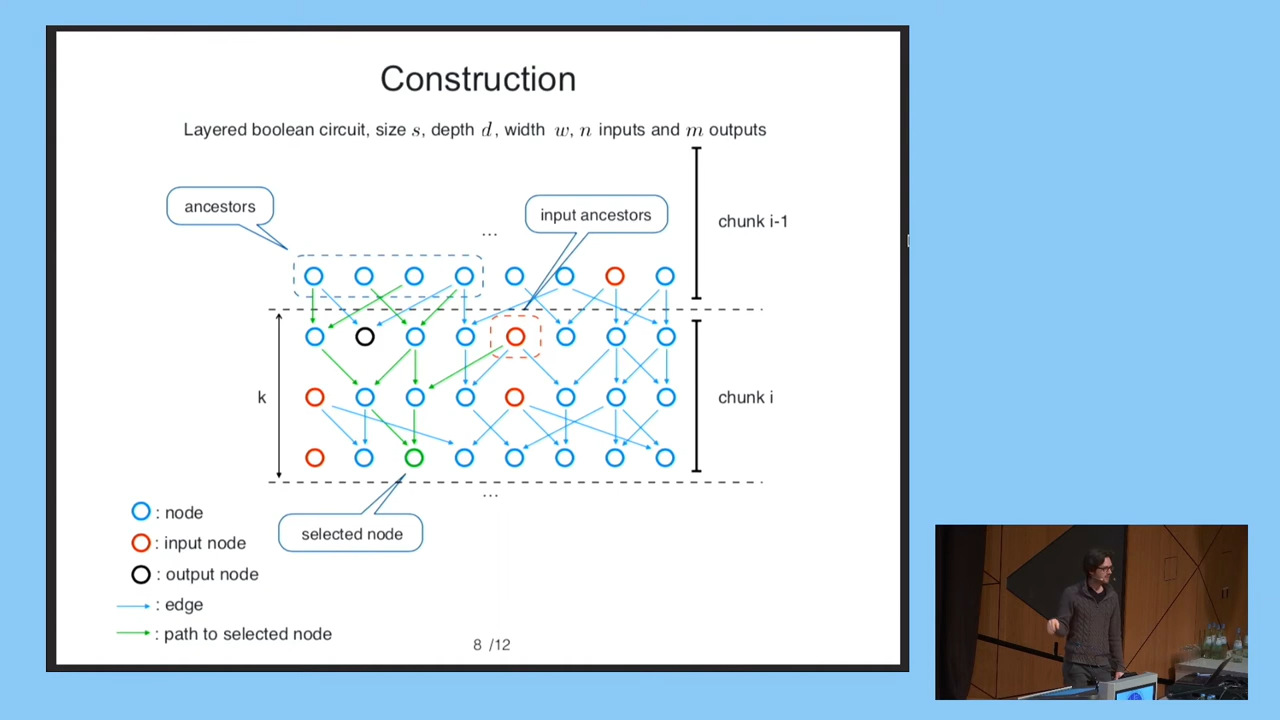 Construction
Layered boolean circuit, size s, depth d, width w, n inputs and m outputs
ancestors
input ancestors
chunk i-1
...
k
chunk i
...
selected node
: node
: input node
: output node
: edge
: path to selected node
8 /12